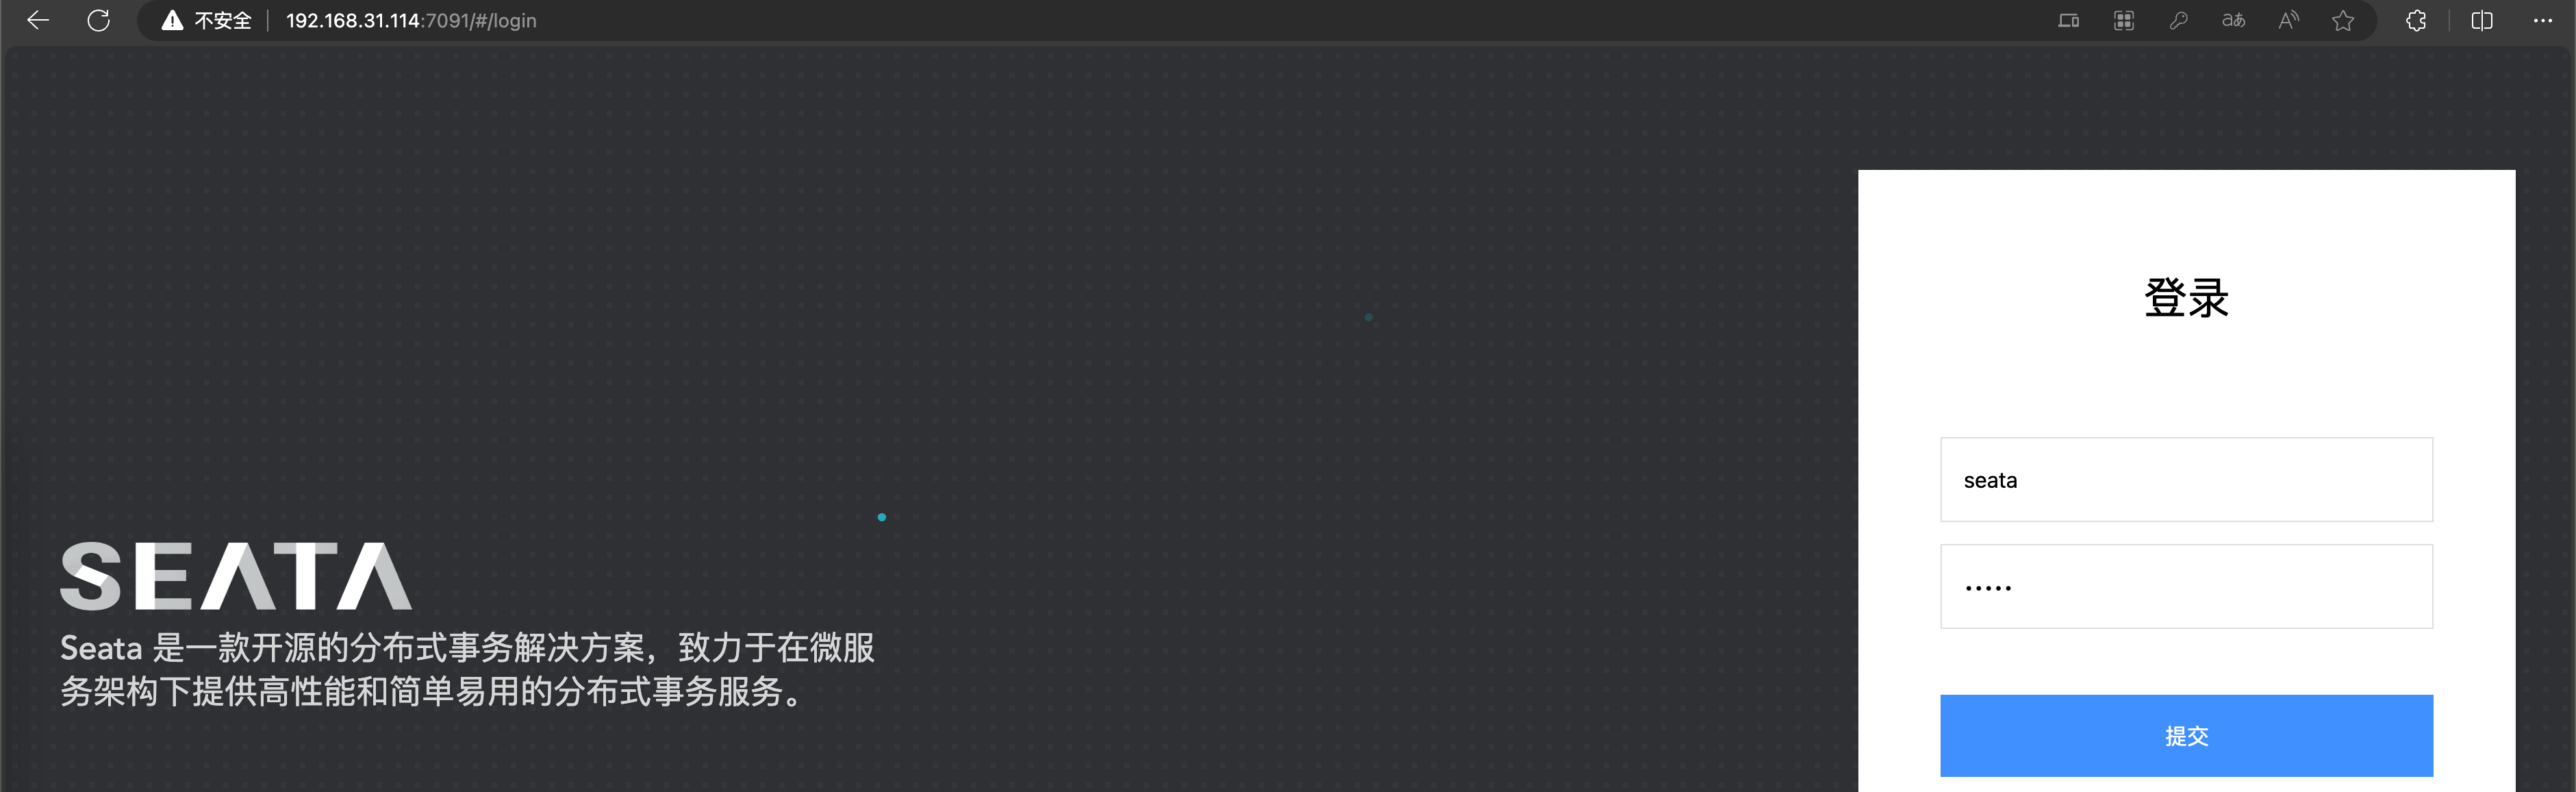 不安全 192.168.31.114:7091/#/login
登录
seata
•••••
提交
SEATA
Seata 是一款开源的分布式事务解决方案，致力于在微服
务架构下提供高性能和简单易用的分布式事务服务。